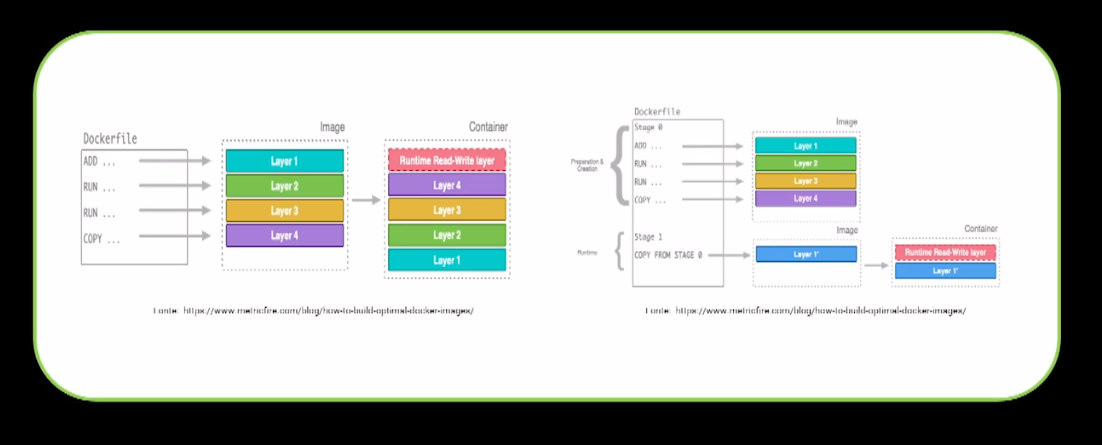 Dockerfile
ADD ...
RUN ...
RUN ...
COPY ...
Image
Layer 1
Layer 2
Layer 3
Layer 4
Container
Runtime Read-Write layer
Layer 4
Layer 3
Layer 2
Layer 1
Fonte: https://www.metricfire.com/blog/how-to-build-optimal-docker-images/
Dockerfile
Preparation &
Creation
Stage 0
ADD ...
RUN ...
RUN ...
COPY ...
Image
Layer 1
Layer 2
Layer 3
Layer 4
Runtime
Stage 1
COPY FROM STAGE 0
Image
Layer 1'
Container
Runtime Read-Write layer
Layer 1'
Fonte: https://www.metricfire.com/blog/how-to-build-optimal-docker-images/